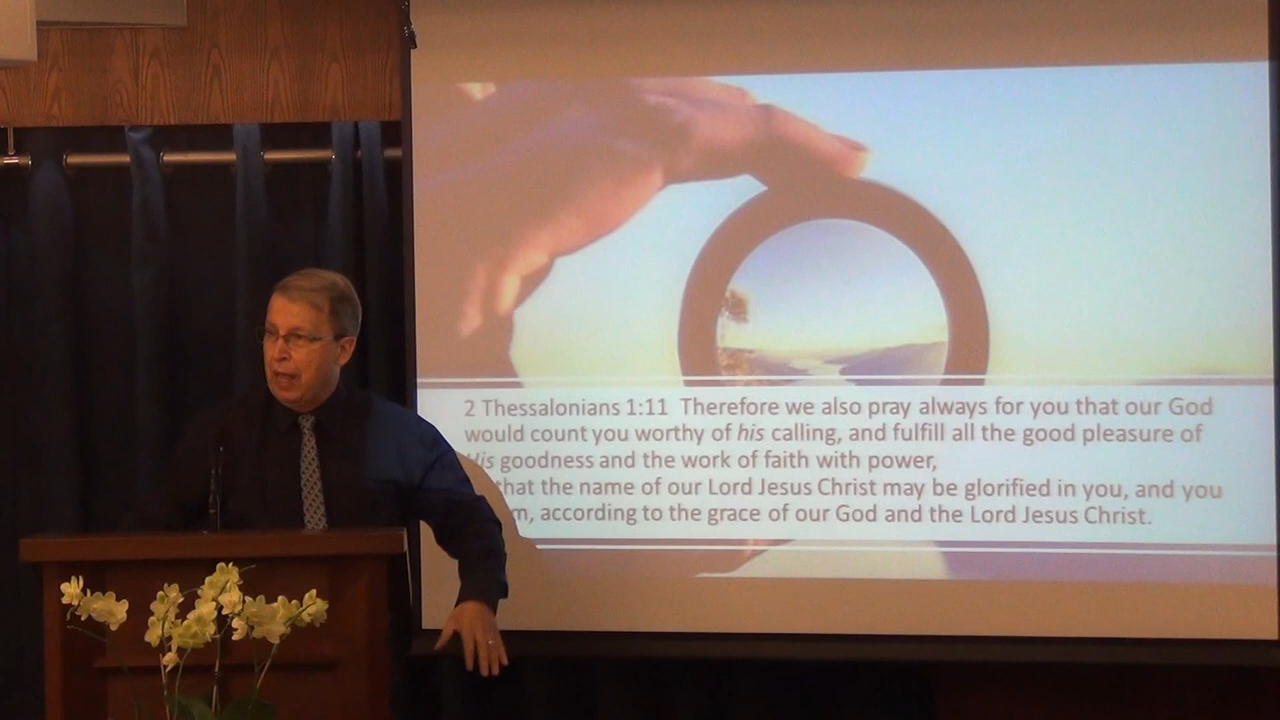 2 Thessalonians 1:11 Therefore we also pray always for you that our God
would count you worthy of his calling, and fulfill all the good pleasure of
His goodness and the work of faith with power,
that the name of our Lord Jesus Christ may be glorified in you, and you
according to the grace of our God and the Lord Jesus Christ.